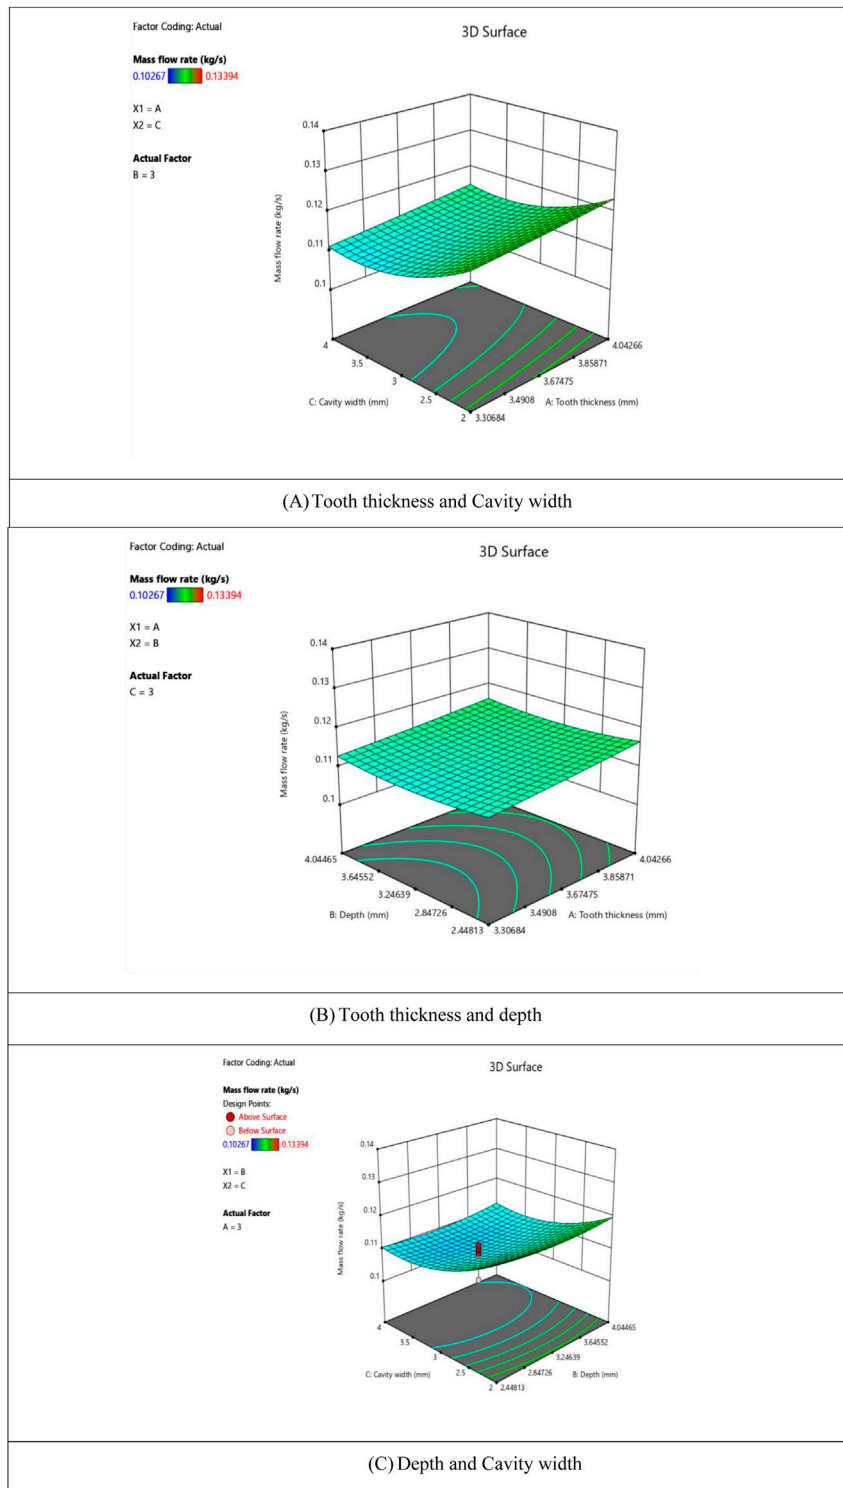 Factor Coding: Actual
3D Surface
Mass flow rate (kg/s)
0.10267 0.13394
X1 = A
X2 = C
Actual Factor
B = 3
0.14
0.13
0.12
0.11
0.1
Mass flow rate (kg/s)
4
3.5
3
2.5
2
C: Cavity width (mm)
3.30684
3.4908
3.67475
3.85871
4.04266
A: Tooth thickness (mm)
(A) Tooth thickness and Cavity width
Factor Coding: Actual
3D Surface
Mass flow rate (kg/s)
0.10267 0.13394
X1 = A
X2 = B
Actual Factor
C = 3
0.14
0.13
0.12
0.11
0.1
Mass flow rate (kg/s)
4.04465
3.64552
3.24639
2.84726
2.44813
B: Depth (mm)
3.30684
3.4908
3.67475
3.85871
4.04266
A: Tooth thickness (mm)
(B) Tooth thickness and depth
Factor Coding: Actual
3D Surface
Mass flow rate (kg/s)
Design Points:
Above Surface
Below Surface
0.10267 0.13394
X1 = B
X2 = C
Actual Factor
A = 3
0.14
0.13
0.12
0.11
0.1
Mass flow rate (kg/s)
4
3.5
3
2.5
2
C: Cavity width (mm)
2.44813
2.84726
3.24639
3.64552
4.04465
B: Depth (mm)
(C) Depth and Cavity width